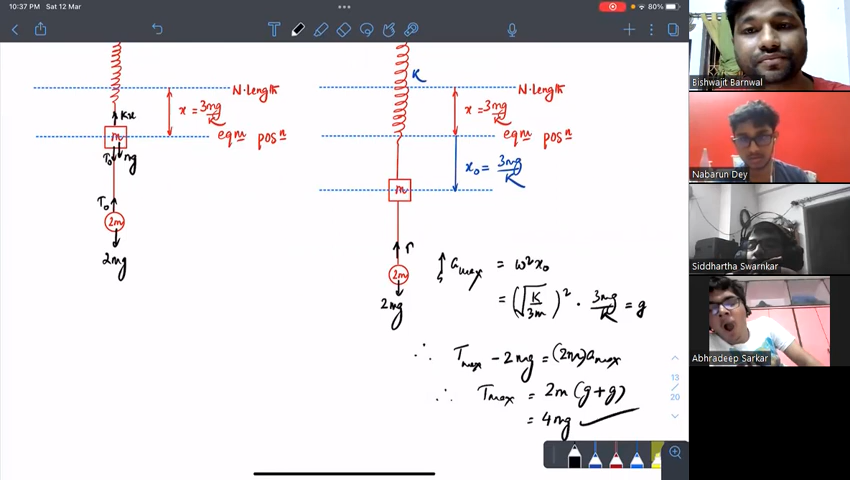 10:37 PM Sat 12 Mar
80%
T
N.length
x = 3mg/K
Kx
m
eqm posn
T₀
mg
T₀
2m
2mg
K
N.length
x = 3mg/K
eqm posn
x₀ = 3mg/K
m
2m
2mg
a max = ω²x₀
= (√K/3m)² · 3mg/K = g
∴ Tmax - 2mg = (2m)amax
∴ Tmax = 2m (g+g)
= 4mg
13
20
Bishwajit Barnwal
Nabarun Dey
Siddhartha Swarnkar
Abhradeep Sarkar